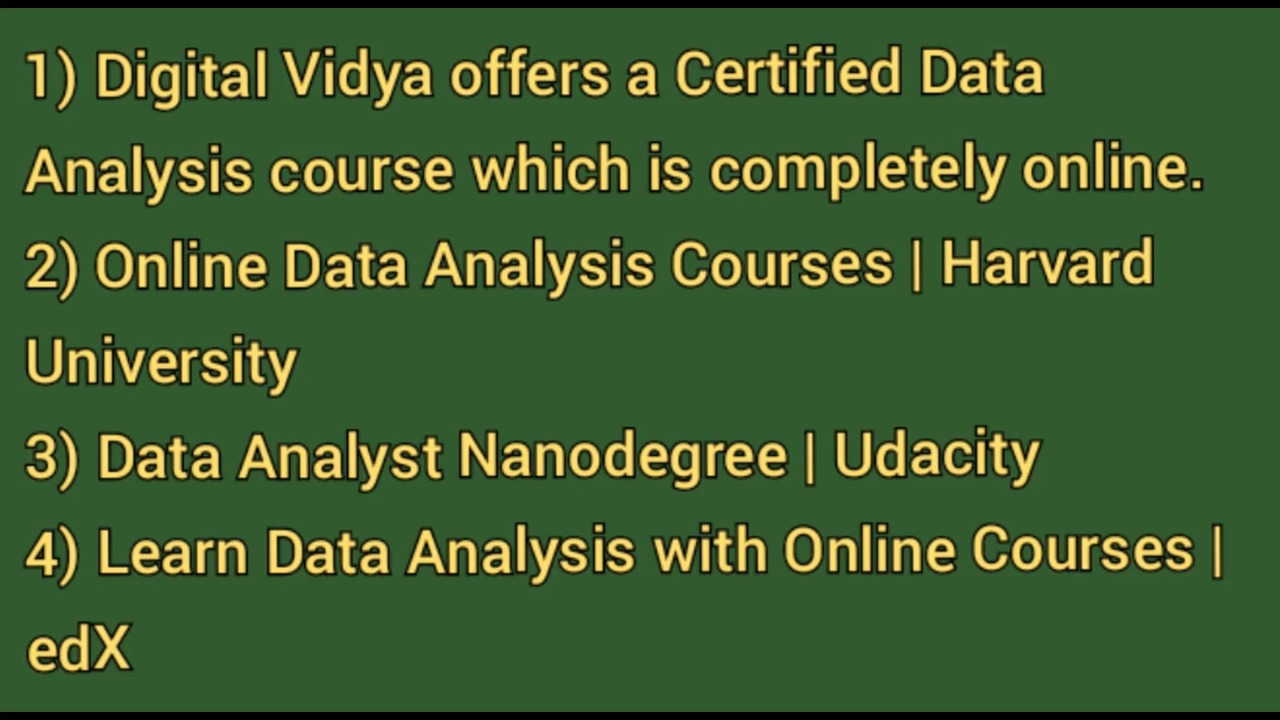 1) Digital Vidya offers a Certified Data
Analysis course which is completely online.
2) Online Data Analysis Courses | Harvard
University
3) Data Analyst Nanodegree | Udacity
4) Learn Data Analysis with Online Courses |
edX